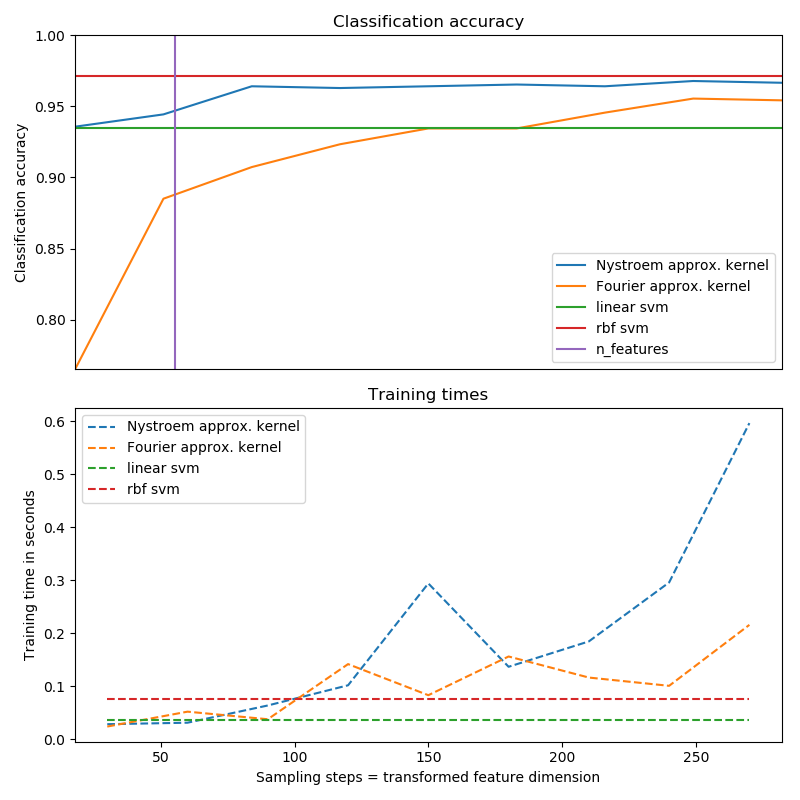 Classification accuracy
Classification accuracy
1.00
0.95
0.90
0.85
0.80
Nystroem approx. kernel
Fourier approx. kernel
linear svm
rbf svm
n_features
Training times
Training time in seconds
0.6
0.5
0.4
0.3
0.2
0.1
0.0
Nystroem approx. kernel
Fourier approx. kernel
linear svm
rbf svm
50 100 150 200 250
Sampling steps = transformed feature dimension